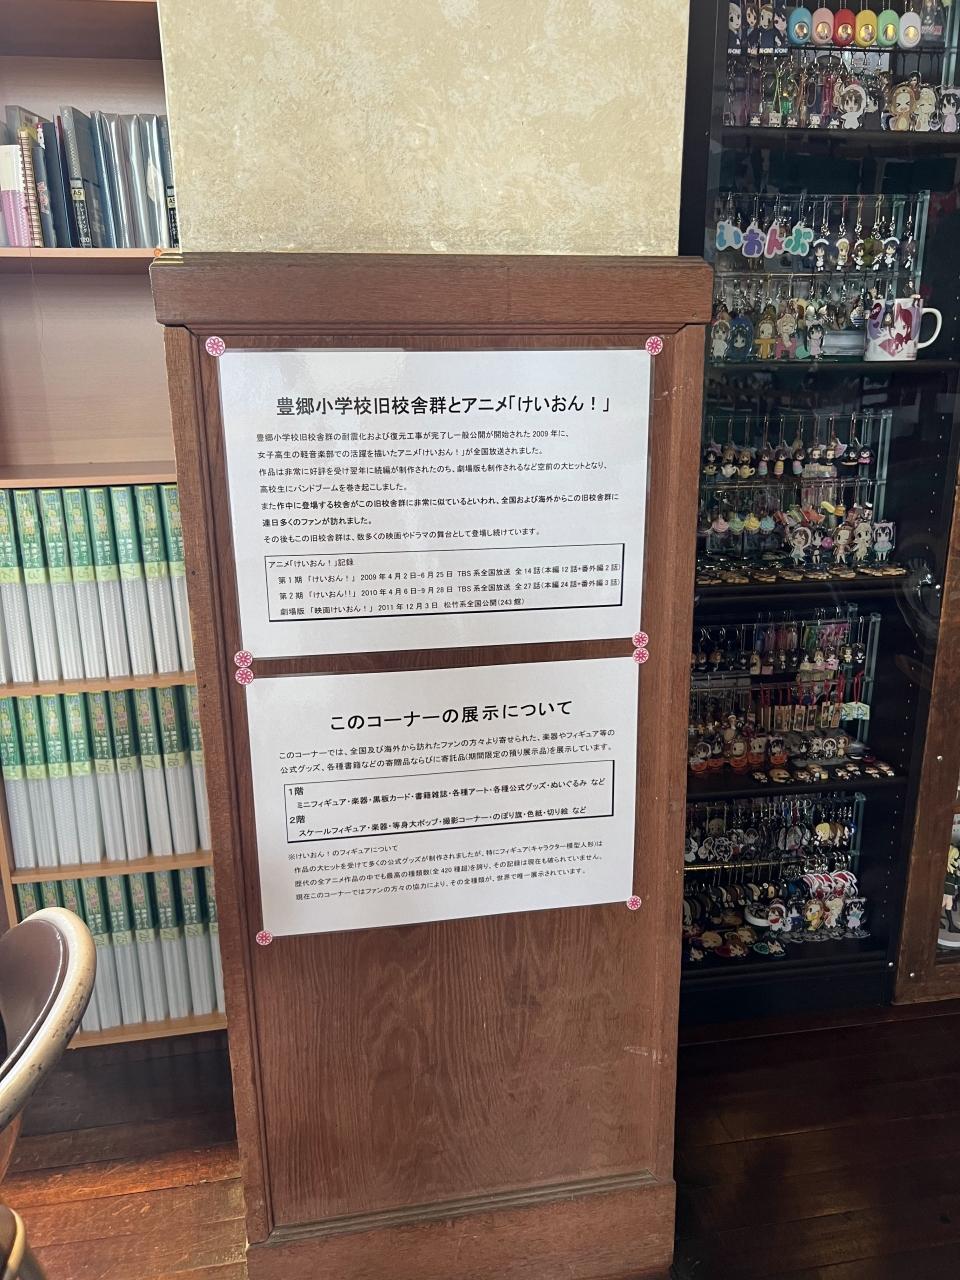 豊郷小学校旧校舎群とアニメ「けいおん！」
豊郷小学校旧校舎群の耐震化および復元工事が完了し一般公開が開始された 2009 年に、
女子高生の軽音楽部での活躍を描いたアニメ「けいおん！」が全国放送されました。
作品は非常に好評を受け翌年に続編が制作されたのち、劇場版も制作されるなど空前の大ヒットとなり、
高校生にバンドブームを巻き起こしました。
また作中に登場する校舎がこの旧校舎群に非常に似ているといわれ、全国および海外からこの旧校舎群に
連日多くのファンが訪れました。
その後もこの旧校舎群は、数多くの映画やドラマの舞台として登場し続けています。
アニメ「けいおん！」記録
第１期 「けいおん！」 2009 年 4 月 2 日-6 月 25 日 TBS 系全国放送 全 14 話(本編 12 話+番外編 2 話)
第２期 「けいおん!!」 2010 年 4 月 6 日-9 月 28 日 TBS 系全国放送 全 27 話(本編 24 話+番外編 3 話)
劇場版 「映画けいおん！」 2011 年 12 月 3 日 松竹系全国公開(243 館)
このコーナーの展示について
このコーナーでは、全国及び海外から訪れたファンの方々より寄せられた、楽器やフィギュア等の
公式グッズ、各種書籍などの寄贈品ならびに寄託品(期間限定の預り展示品)を展示しています。
1階
ミニフィギュア・楽器・黒板カード・書籍雑誌・各種アート・各種公式グッズ・ぬいぐるみ など
2階
スケールフィギュア・楽器・等身大ポップ・撮影コーナー・のぼり旗・色紙・切り絵 など
※けいおん！のフィギュアについて
作品の大ヒットを受けて多くの公式グッズが制作されましたが、特にフィギュア(キャラクター模型人形)は
歴代の全アニメ作品の中でも最高の種類数(全 420 種超)を誇り、その記録は現在も破られていません。
現在このコーナーではファンの方々の協力により、その全種類が、世界で唯一展示されています。
けいおんぶ
A5